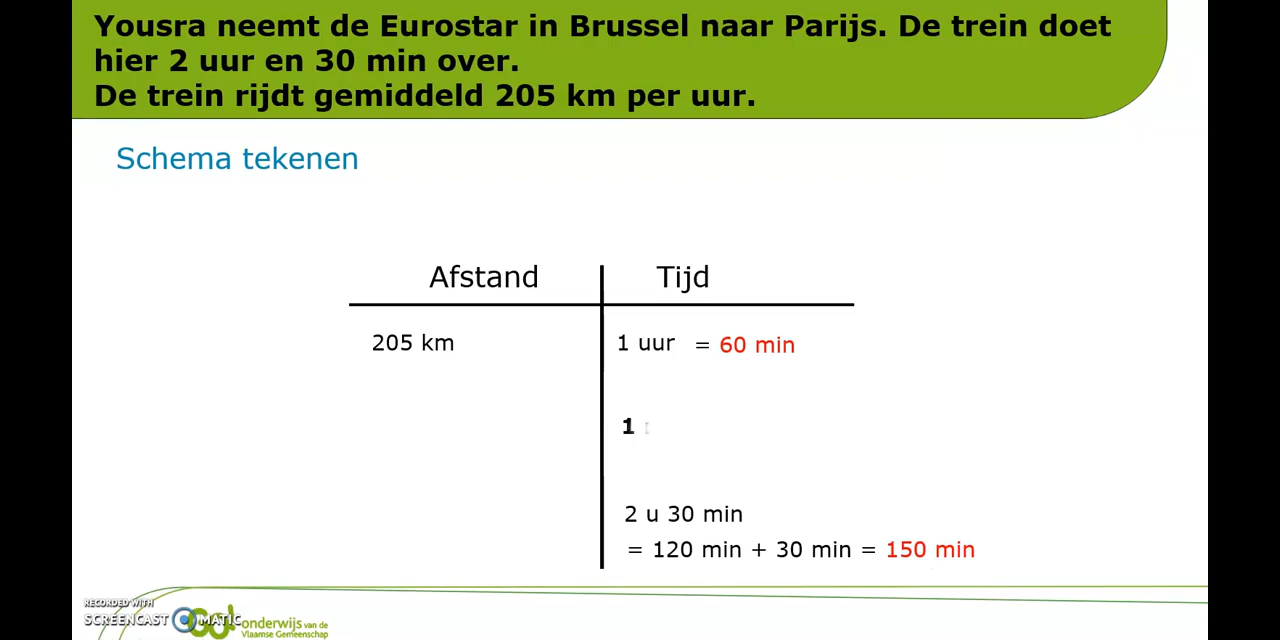 Yousra neemt de Eurostar in Brussel naar Parijs. De trein doet
hier 2 uur en 30 min over.
De trein rijdt gemiddeld 205 km per uur.
Schema tekenen
Afstand Tijd
205 km 1 uur = 60 min
1
2 u 30 min
= 120 min + 30 min = 150 min
RECORDED WITH
SCREENCAST MATIC
onderwijs van de
Vlaamse Gemeenschap